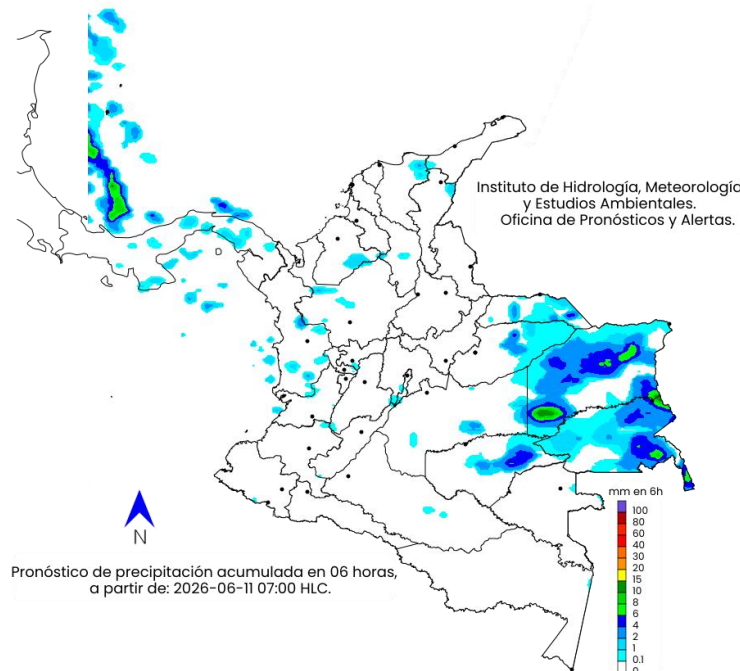 Instituto de Hidrología, Meteorología
y Estudios Ambientales.
Oficina de Pronósticos y Alertas.
N
Pronóstico de precipitación acumulada en 06 horas,
a partir de: 2026-06-11 07:00 HLC.
mm en 6h
100
80
60
40
30
20
15
10
8
6
4
2
1
0.1
0